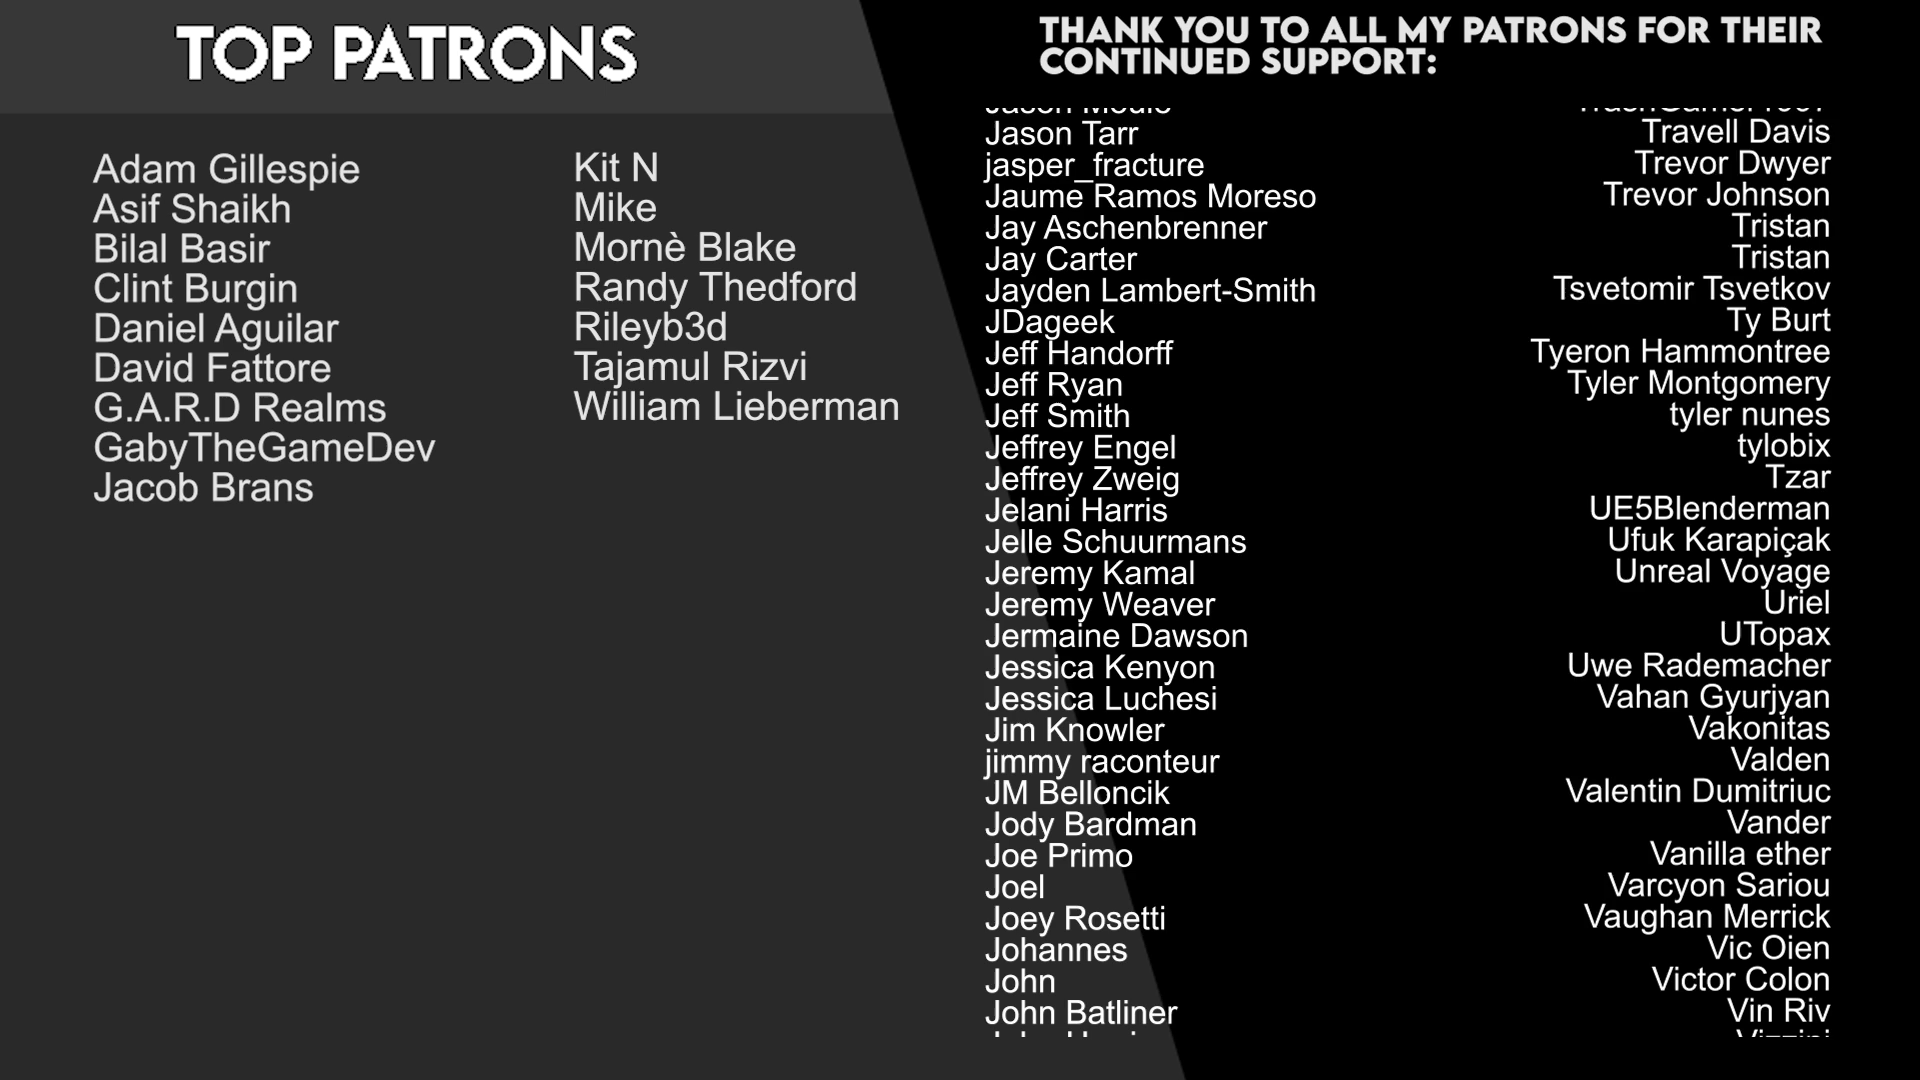 TOP PATRONS
Adam Gillespie
Asif Shaikh
Bilal Basir
Clint Burgin
Daniel Aguilar
David Fattore
G.A.R.D Realms
GabyTheGameDev
Jacob Brans
Kit N
Mike
Mornè Blake
Randy Thedford
Rileyb3d
Tajamul Rizvi
William Lieberman
THANK YOU TO ALL MY PATRONS FOR THEIR
CONTINUED SUPPORT:
Jason Tarr
jasper_fracture
Jaume Ramos Moreso
Jay Aschenbrenner
Jay Carter
Jayden Lambert-Smith
JDageek
Jeff Handorff
Jeff Ryan
Jeff Smith
Jeffrey Engel
Jeffrey Zweig
Jelani Harris
Jelle Schuurmans
Jeremy Kamal
Jeremy Weaver
Jermaine Dawson
Jessica Kenyon
Jessica Luchesi
Jim Knowler
jimmy raconteur
JM Belloncik
Jody Bardman
Joe Primo
Joel
Joey Rosetti
Johannes
John
John Batliner
Travell Davis
Trevor Dwyer
Trevor Johnson
Tristan
Tristan
Tsvetomir Tsvetkov
Ty Burt
Tyeron Hammontree
Tyler Montgomery
tyler nunes
tylobix
Tzar
UE5Blenderman
Ufuk Karapiçak
Unreal Voyage
Uriel
UTopax
Uwe Rademacher
Vahan Gyurjyan
Vakonitas
Valden
Valentin Dumitriuc
Vander
Vanilla ether
Varcyon Sariou
Vaughan Merrick
Vic Oien
Victor Colon
Vin Riv